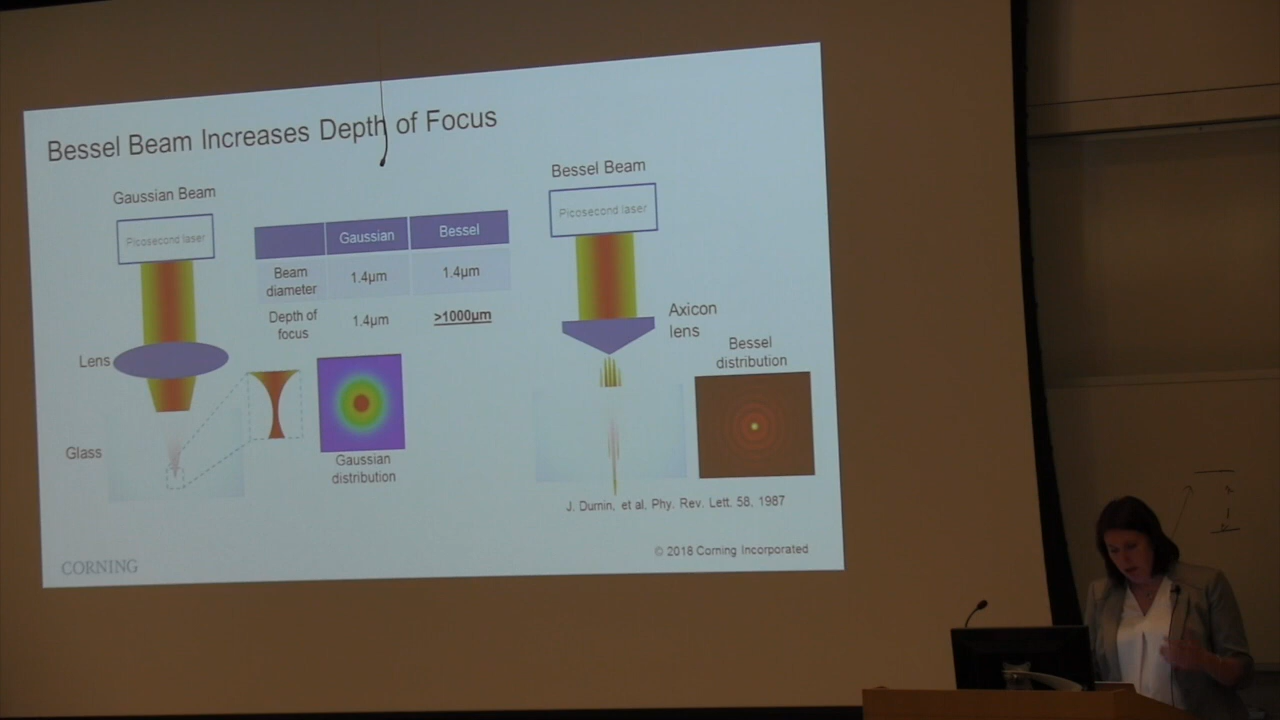 Bessel Beam Increases Depth of Focus
Gaussian Beam
Picosecond laser
Lens
Glass
Gaussian
Bessel
Beam
diameter
1.4µm
1.4µm
Depth of
focus
1.4µm
>1000µm
Gaussian
distribution
Bessel Beam
Picosecond laser
Axicon
lens
Bessel
distribution
J. Durnin, et al, Phy. Rev. Lett. 58, 1987
CORNING
© 2018 Corning Incorporated